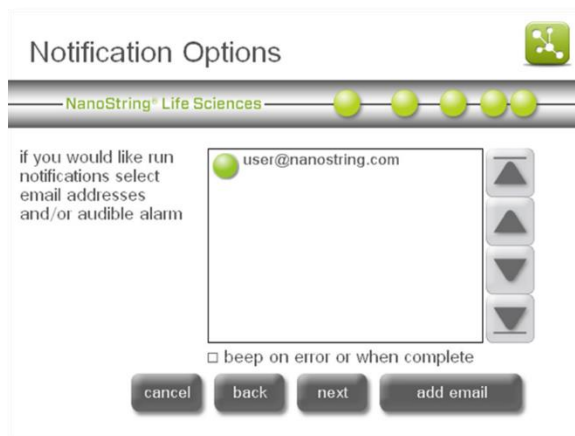 Notification Options
NanoString® Life Sciences
if you would like run
notifications select
email addresses
and/or audible alarm
user@nanostring.com
beep on error or when complete
cancel
back
next
add email